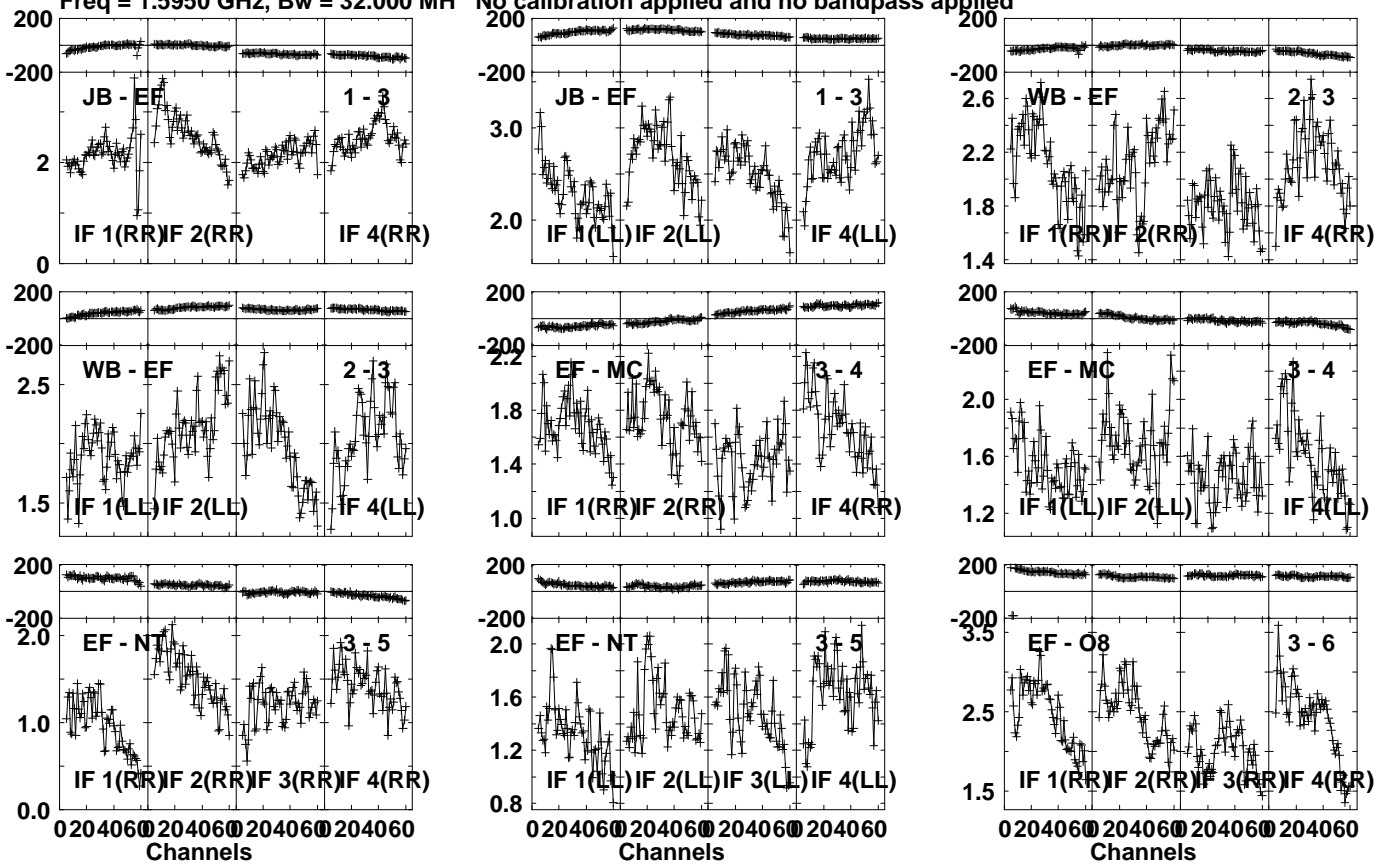 Freq = 1.5950 GHz, Bw = 32.000 MH No calibration applied and no bandpass applied
200
-200
JB - EF 1 - 3
2
IF 1(RR) IF 2(RR) IF 4(RR)
0
200
-200
JB - EF 1 - 3
3.0
2.0
IF 1(LL) IF 2(LL) IF 4(LL)
200
-200
WB - EF 2 - 3
2.6
2.2
1.8
IF 1(RR) IF 2(RR) IF 4(RR)
1.4
200
-200
WB - EF 2 - 3
2.5
1.5
IF 1(LL) IF 2(LL) IF 4(LL)
200
-200
2.2
EF - MC 3 - 4
1.8
1.4
1.0
IF 1(RR) IF 2(RR) IF 4(RR)
200
-200
EF - MC 3 - 4
2.0
1.6
1.2
IF 1(LL) IF 2(LL) IF 4(LL)
200
-200
2.0
EF - NT 3 - 5
1.0
IF 1(RR) IF 2(RR) IF 3(RR) IF 4(RR)
0.0
0 20 40 60 0 20 40 60 0 20 40 60 0 20 40 60
Channels
200
-200
2.0
EF - NT 3 - 5
1.6
1.2
IF 1(LL) IF 2(LL) IF 3(LL) IF 4(LL)
0.8
0 20 40 60 0 20 40 60 0 20 40 60 0 20 40 60
Channels
200
-200
3.5
EF - O8 3 - 6
2.5
IF 1(RR) IF 2(RR) IF 3(RR) IF 4(RR)
1.5
0 20 40 60 0 20 40 60 0 20 40 60 0 20 40 60
Channels